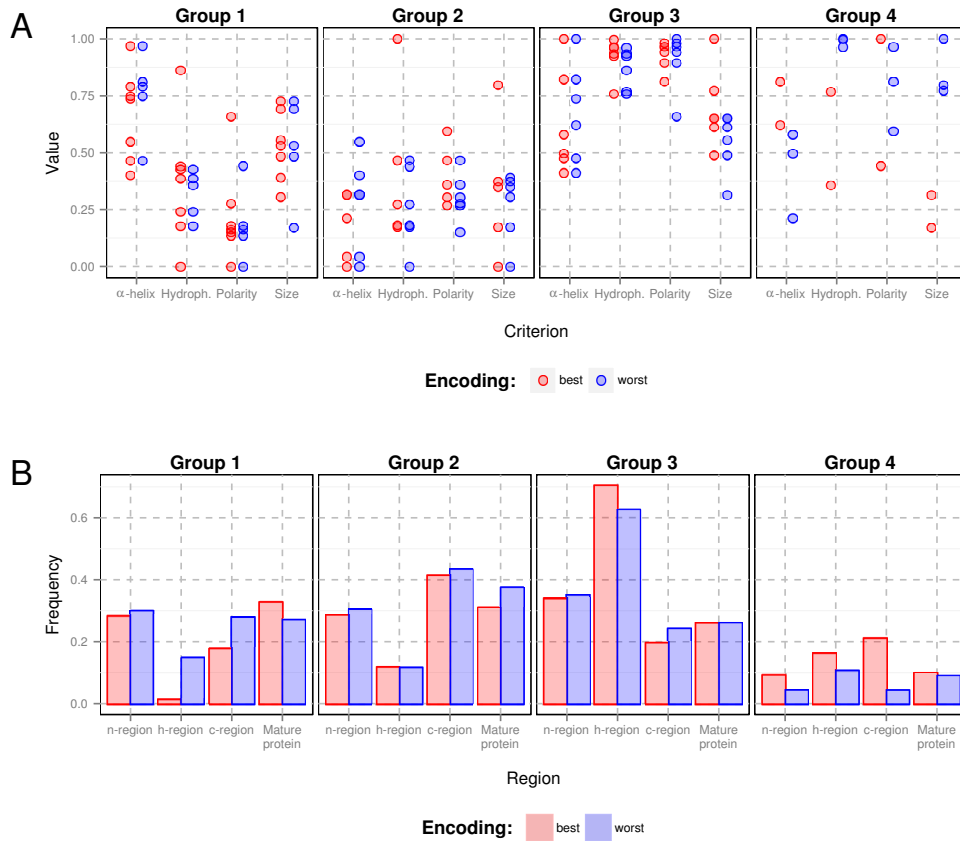 A
Group 1 Group 2 Group 3 Group 4
1.00
0.75
0.50
0.25
0.00
Value
α-helix Hydroph. Polarity Size α-helix Hydroph. Polarity Size α-helix Hydroph. Polarity Size α-helix Hydroph. Polarity Size
Criterion
Encoding: best worst
B
Group 1 Group 2 Group 3 Group 4
0.6
0.4
0.2
0.0
Frequency
n-region h-region c-region Mature protein n-region h-region c-region Mature protein n-region h-region c-region Mature protein n-region h-region c-region Mature protein
Region
Encoding: best worst